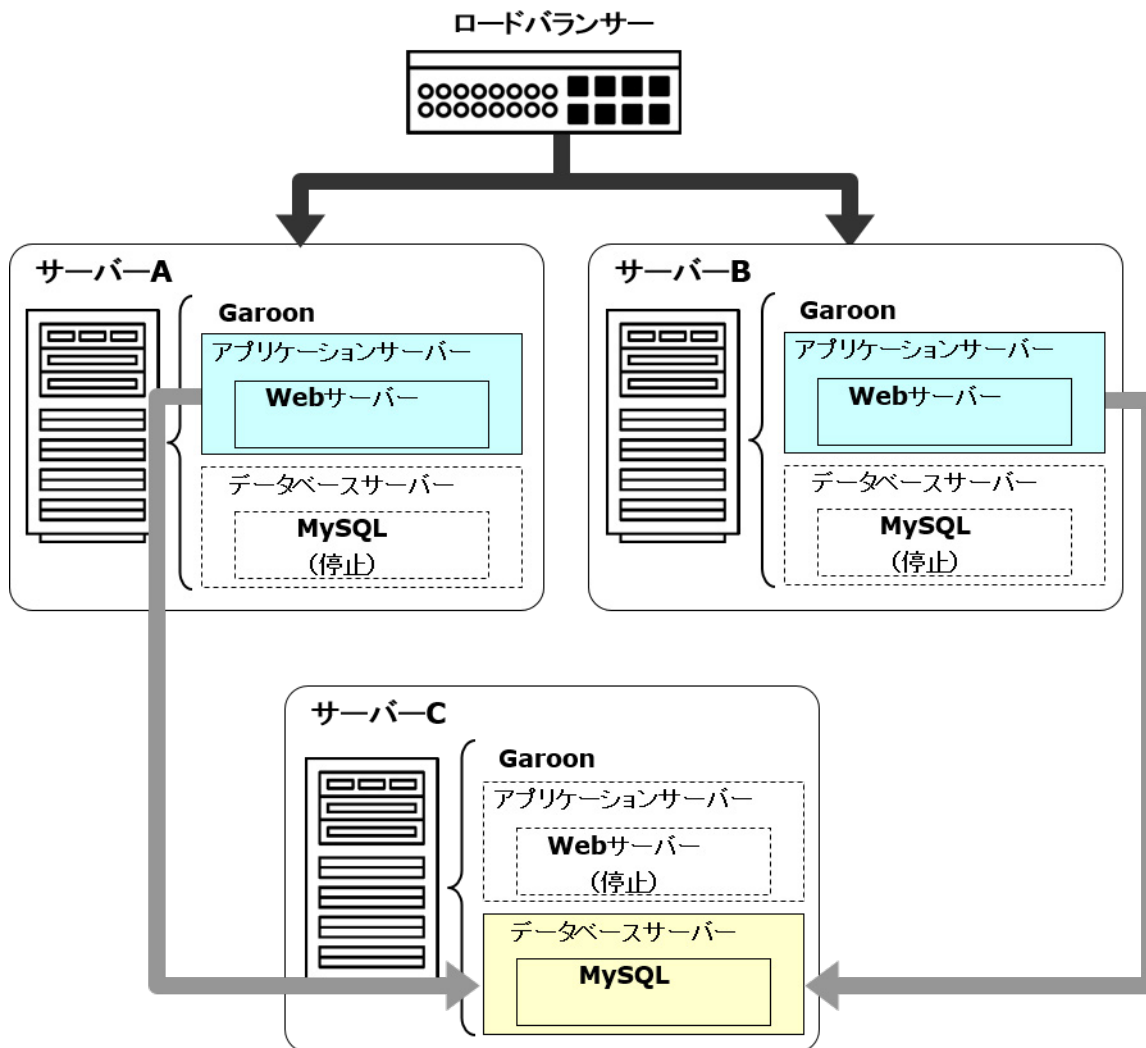 ロードバランサー
サーバーA
Garoon
アプリケーションサーバー
Webサーバー
データベースサーバー
MySQL
(停止)
サーバーB
Garoon
アプリケーションサーバー
Webサーバー
データベースサーバー
MySQL
(停止)
サーバーC
Garoon
アプリケーションサーバー
Webサーバー
(停止)
データベースサーバー
MySQL